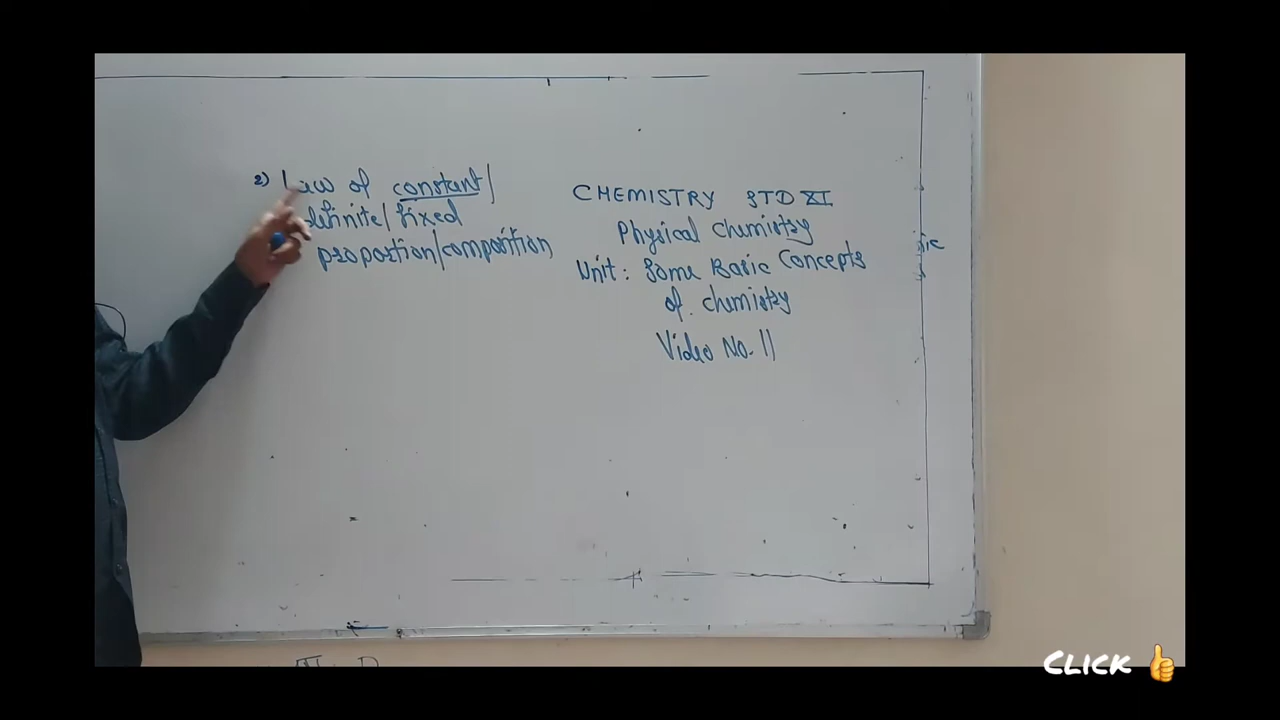 2) Law of constant/
definite/fixed
proportion/composition
CHEMISTRY STD XI
Physical Chemistry
Unit: Some Basic Concepts
of chemistry
Video No. 11
CLICK 👍